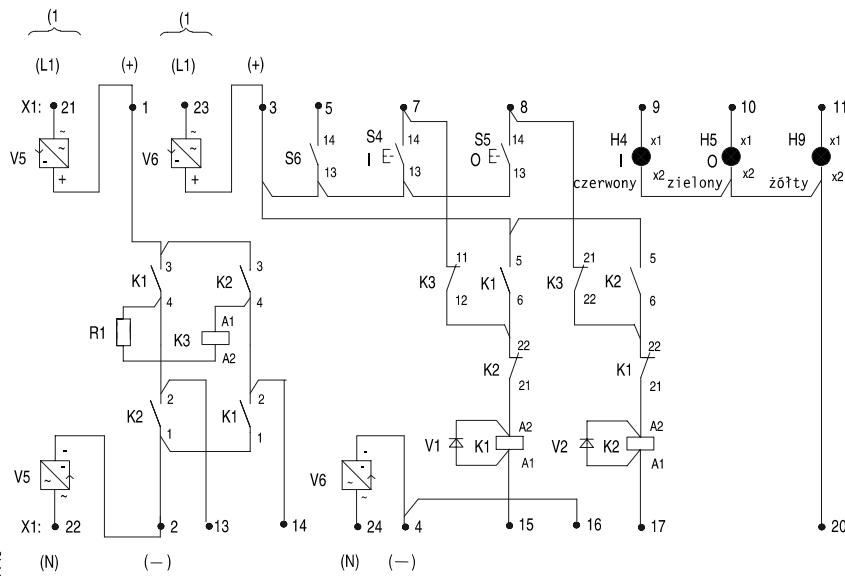 (1 (1
(L1) (+) (L1) (+)
X1: 21 1 23 3 5 7 8 9 10 11
V5 ~ - + V6 ~ - +
S6 14 13
S4 I E- 14 13
S5 O E- 14 13
H4 I x1 x2
H5 O x1 x2
H9 x1 x2
czerwony zielony żółty
K1 3 4 K2 3 4
K3 11 12 K1 5 6 K3 21 22 K2 5 6
R1 K3 A1 A2
K2 22 21 K1 22 21
K2 2 1 K1 2 1
V1 K1 A2 A1 V2 K2 A2 A1
V5 - - ~ ~ V6 - - ~ ~
X1: 22 2 13 14 24 4 15 16 17 20
(N) (—) (N) (—)